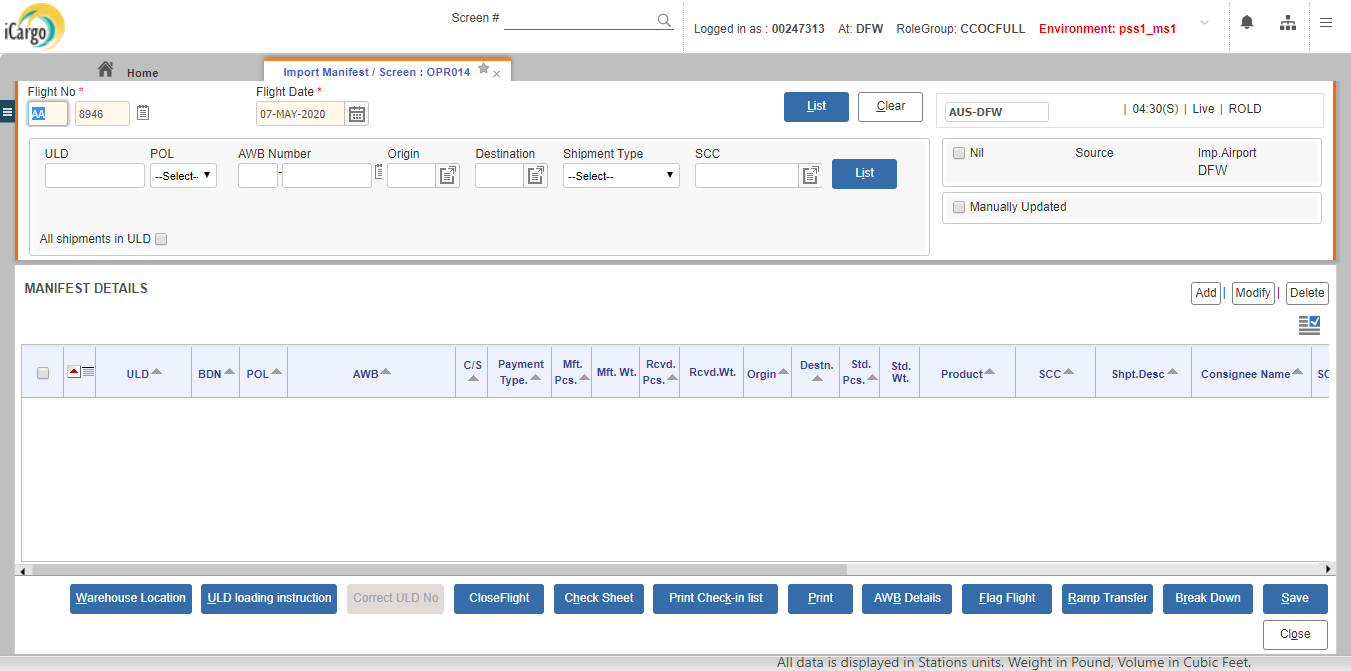 iCargo
Screen #
Logged in as : 00247313 At: DFW RoleGroup: CCOCFULL Environment: pss1_ms1
Home
Import Manifest / Screen : OPR014
Flight No *
Flight Date *
AA
8946
07-MAY-2020
List
Clear
AUS-DFW
| 04:30(S) | Live | ROLD
ULD
POL
AWB Number
Origin
Destination
Shipment Type
SCC
--Select--
-
--Select--
List
All shipments in ULD
Nil
Source
Imp.Airport
DFW
Manually Updated
MANIFEST DETAILS
Add | Modify | Delete
ULD
BDN
POL
AWB
C/S
Payment
Type.
Mft.
Pcs.
Mft. Wt.
Rcvd.
Pcs.
Rcvd.Wt.
Orgin
Destn.
Std.
Pcs.
Std.
Wt.
Product
SCC
Shpt.Desc
Consignee Name
SC
Warehouse Location
ULD loading instruction
Correct ULD No
CloseFlight
Check Sheet
Print Check-in list
Print
AWB Details
Flag Flight
Ramp Transfer
Break Down
Save
Close
All data is displayed in Stations units. Weight in Pound, Volume in Cubic Feet.